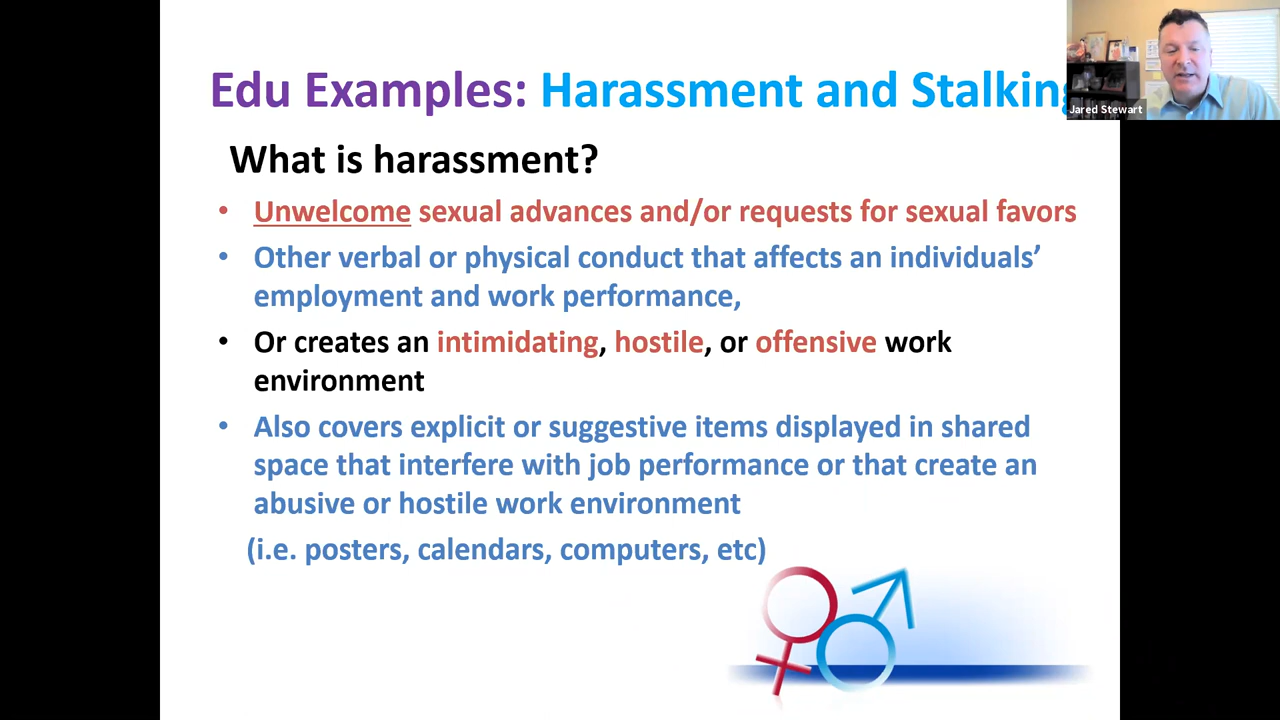 Edu Examples: Harassment and Stalking
Jared Stewart
What is harassment?
• Unwelcome sexual advances and/or requests for sexual favors
• Other verbal or physical conduct that affects an individuals’
employment and work performance,
• Or creates an intimidating, hostile, or offensive work
environment
• Also covers explicit or suggestive items displayed in shared
space that interfere with job performance or that create an
abusive or hostile work environment
(i.e. posters, calendars, computers, etc)